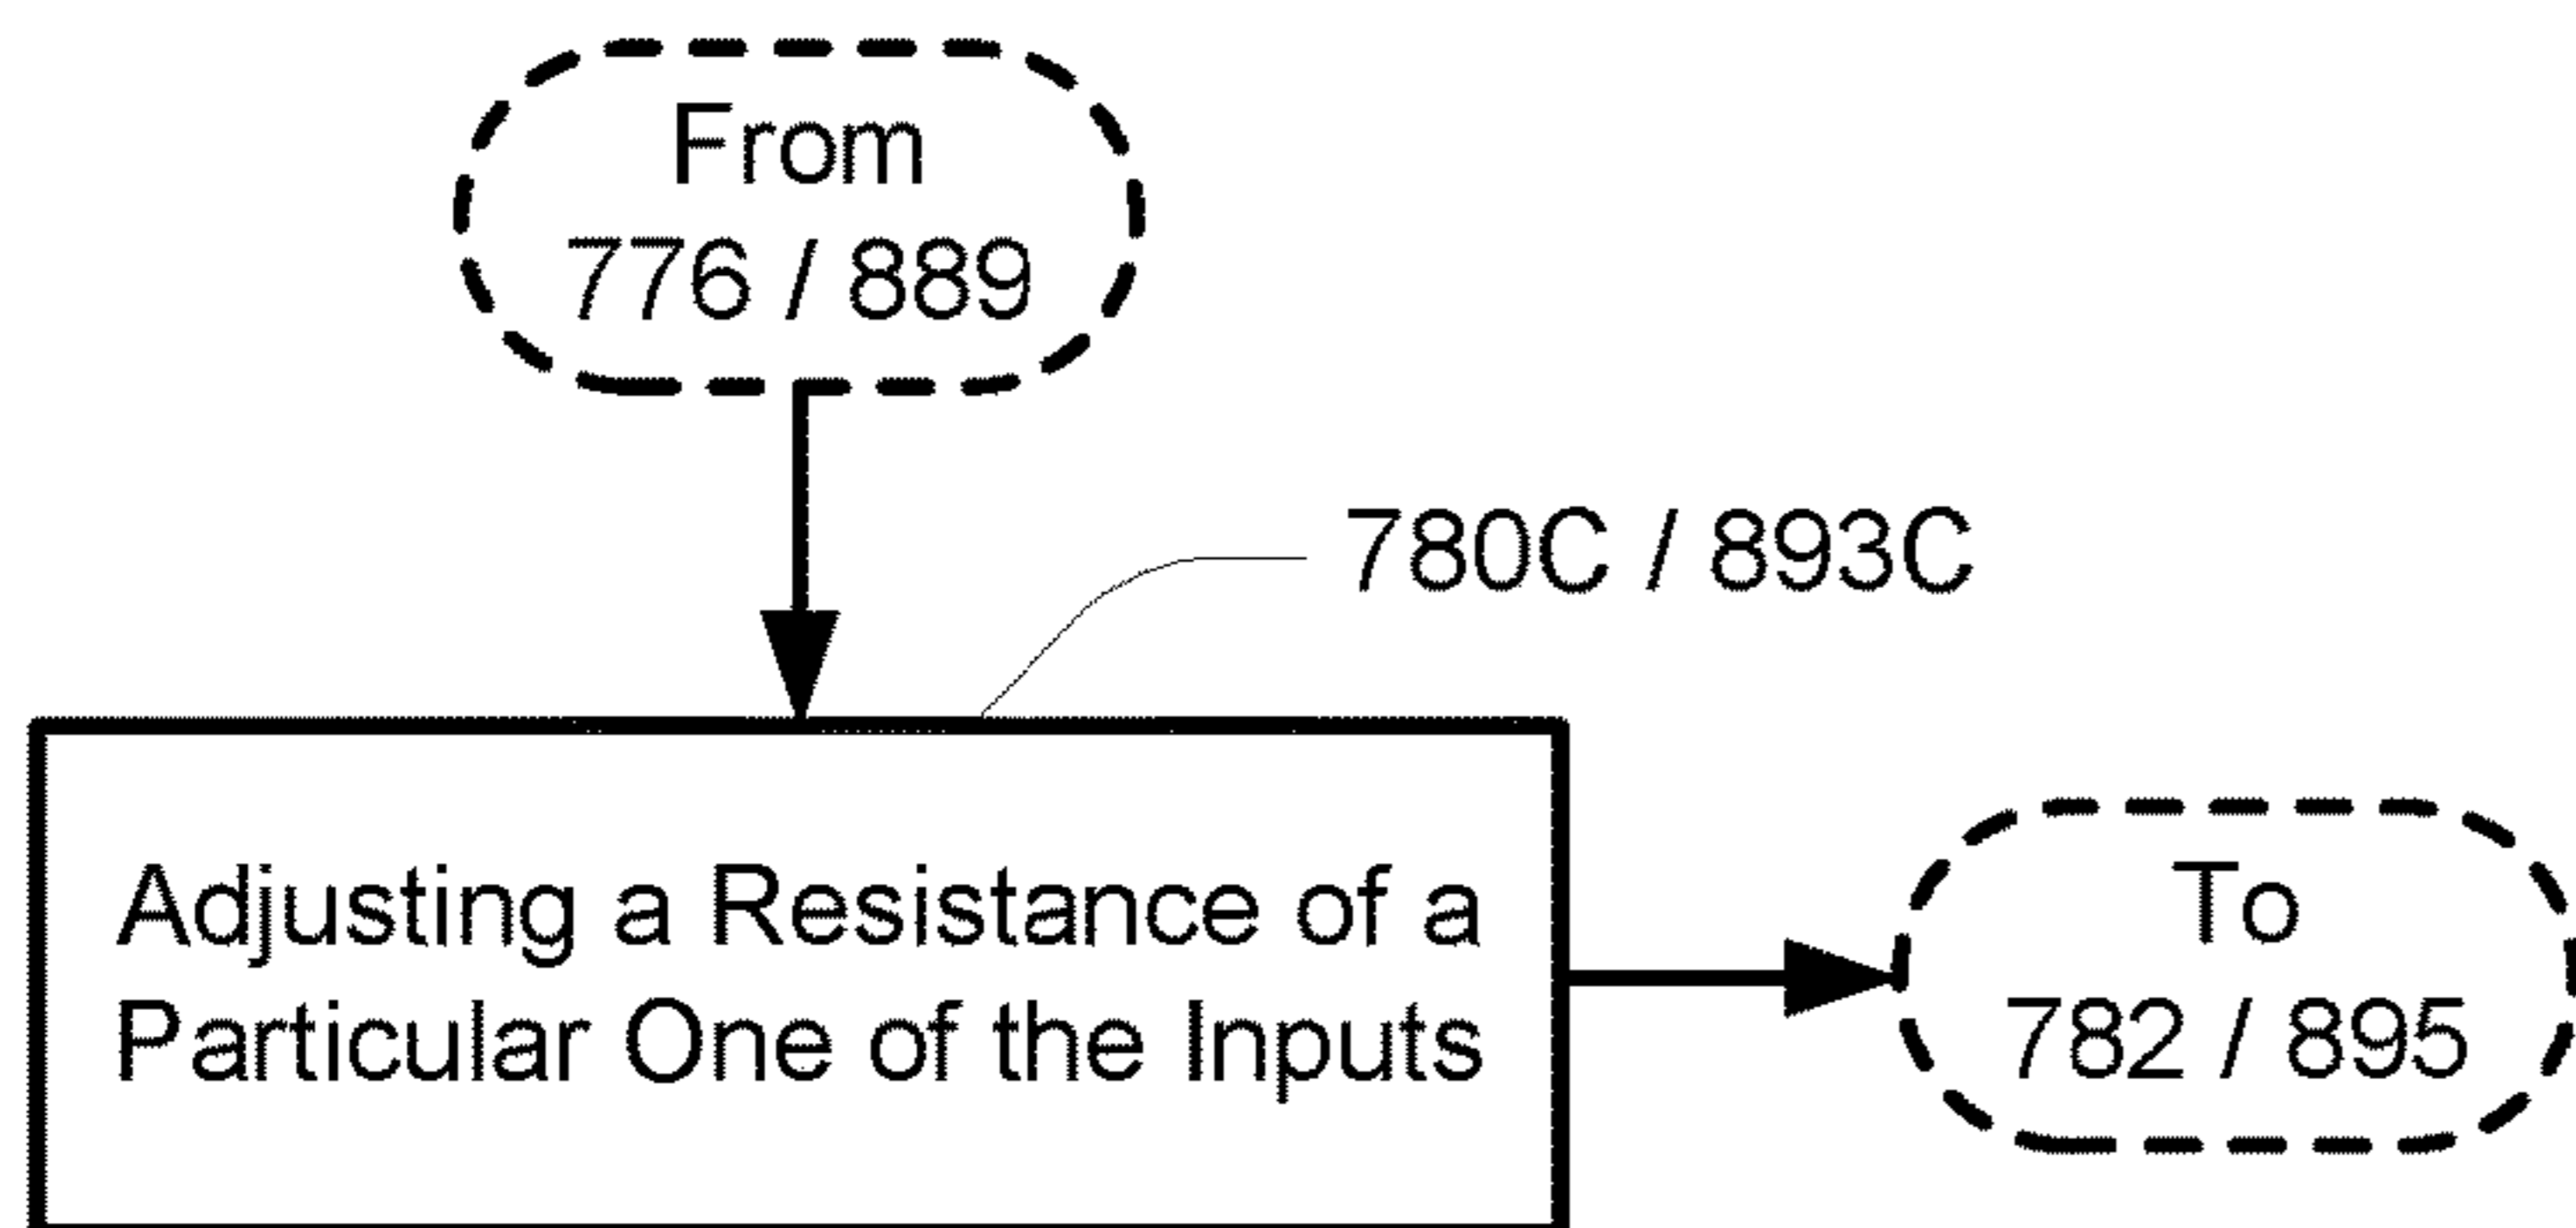 From
776 / 889
780C / 893C
Adjusting a Resistance of a
Particular One of the Inputs
To
782 / 895